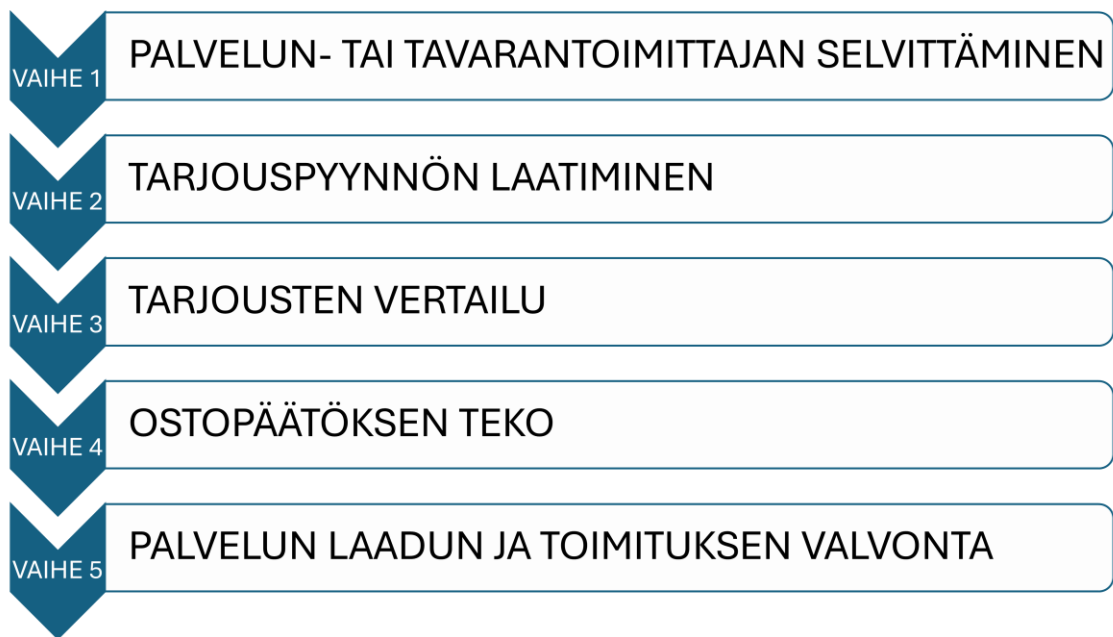 VAIHE 1
PALVELUN- TAI TAVARANTOIMITTAJAN SELVITTÄMINEN
VAIHE 2
TARJOUSPYYNNÖN LAATIMINEN
VAIHE 3
TARJOUSTEN VERTAILU
VAIHE 4
OSTOPÄÄTÖKSEN TEKO
VAIHE 5
PALVELUN LAADUN JA TOIMITUKSEN VALVONTA